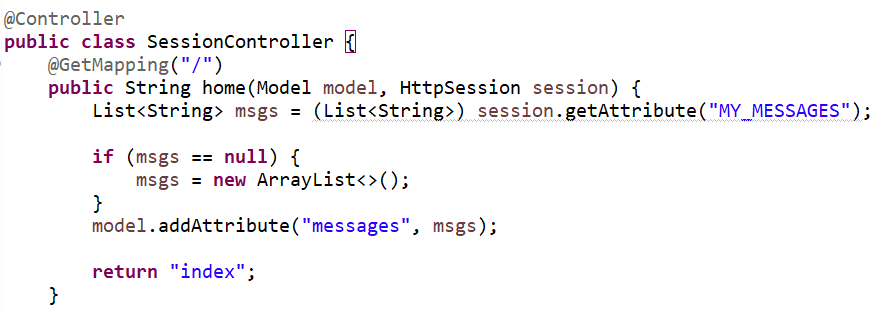 @Controller
public class SessionController {
    @GetMapping("/")
    public String home(Model model, HttpSession session) {
        List<String> msgs = (List<String>) session.getAttribute("MY_MESSAGES");

        if (msgs == null) {
            msgs = new ArrayList<>();
        }
        model.addAttribute("messages", msgs);

        return "index";
    }